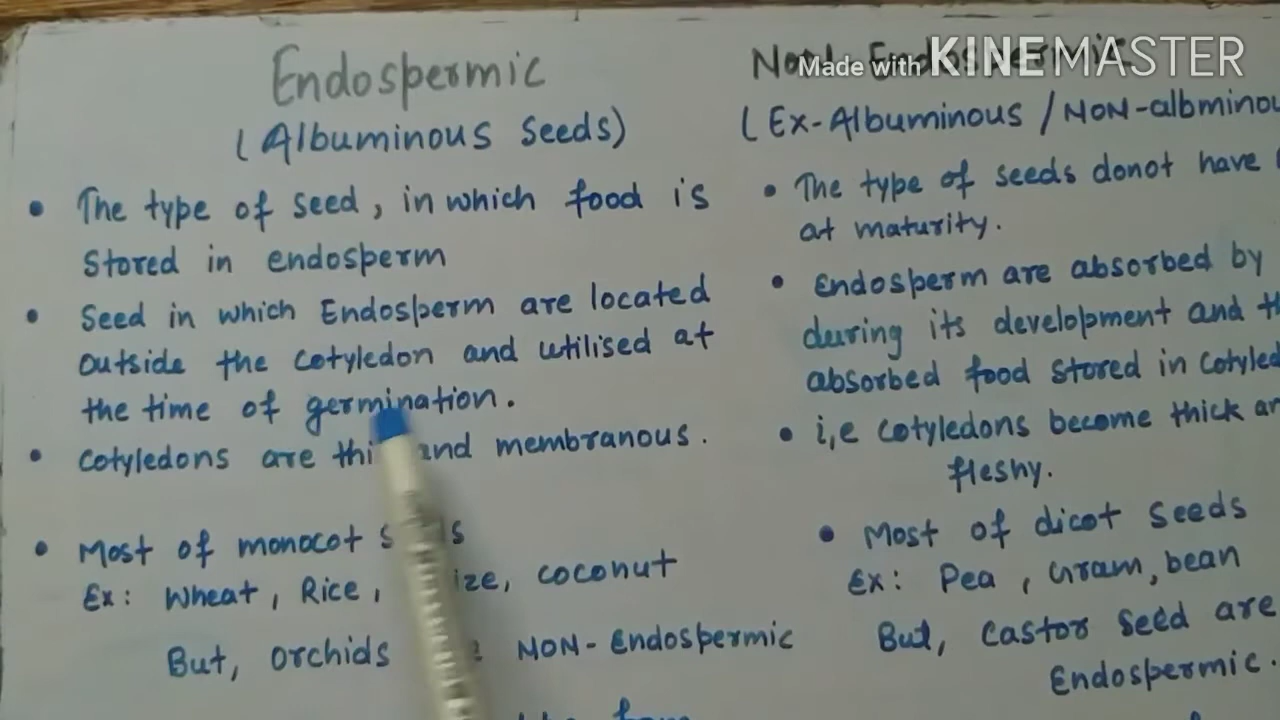 Endospermic
(Albuminous seeds)
• The type of seed, in which food is
stored in endosperm
• Seed in which Endosperm are located
outside the cotyledon and utilised at
the time of germination.
• cotyledons are and membranous.
• Most of monocot
Ex: Wheat, Rice, coconut
But, orchids NON-Endospermic
Made with KINEMASTER
(Ex-Albuminous / NON-albminou
• The type of seeds donot have
at maturity.
• Endosperm are absorbed by
during its development and
absorbed food stored in
• i,e cotyledons become thick
fleshy.
• Most of dicot seeds
Ex: Pea, Gram, bean
But, castor seed are
Endospermic.